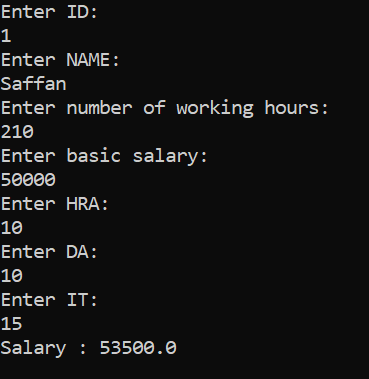 Enter ID:
1
Enter NAME:
Saffan
Enter number of working hours:
210
Enter basic salary:
50000
Enter HRA:
10
Enter DA:
10
Enter IT:
15
Salary : 53500.0